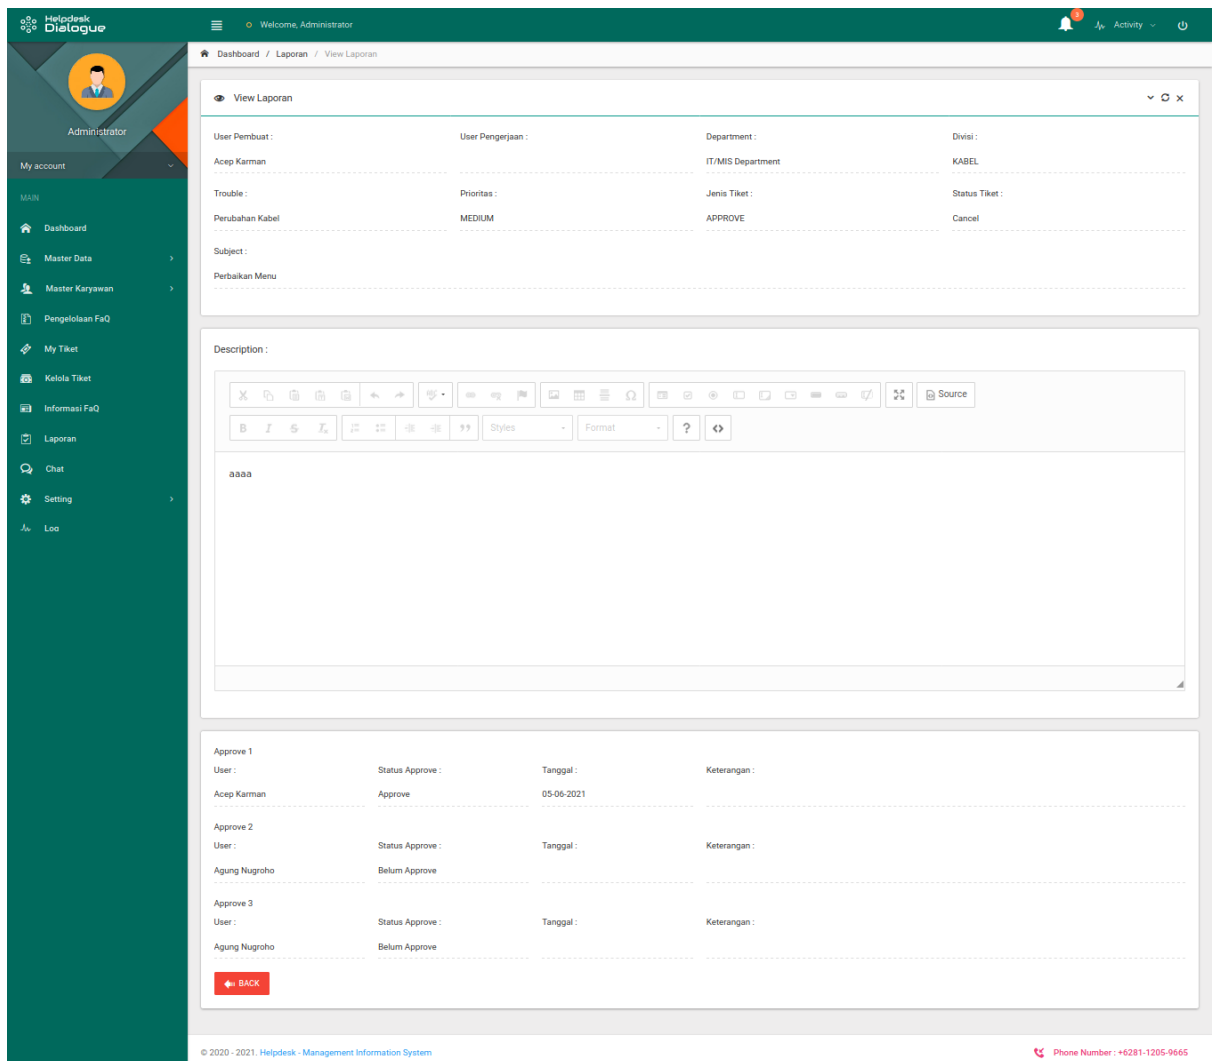 Helpdesk
Dialogue
Welcome, Administrator
3
Activity
Dashboard / Laporan / View Laporan
Administrator
My account
MAIN
Dashboard
Master Data
Master Karyawan
Pengelolaan FaQ
My Tiket
Kelola Tiket
Informasi FaQ
Laporan
Chat
Setting
Log
View Laporan
User Pembuat : User Pengerjaan : Department : Divisi :
Acep Karman IT/MIS Department KABEL
Trouble : Prioritas : Jenis Tiket : Status Tiket :
Perubahan Kabel MEDIUM APPROVE Cancel
Subject :
Perbaikan Menu
Description :
Source
B I S Styles Format ?
aaaa
Approve 1
User : Status Approve : Tanggal : Keterangan :
Acep Karman Approve 05-06-2021
Approve 2
User : Status Approve : Tanggal : Keterangan :
Agung Nugroho Belum Approve
Approve 3
User : Status Approve : Tanggal : Keterangan :
Agung Nugroho Belum Approve
BACK
© 2020 - 2021. Helpdesk - Management Information System
Phone Number : +6281-1205-9665